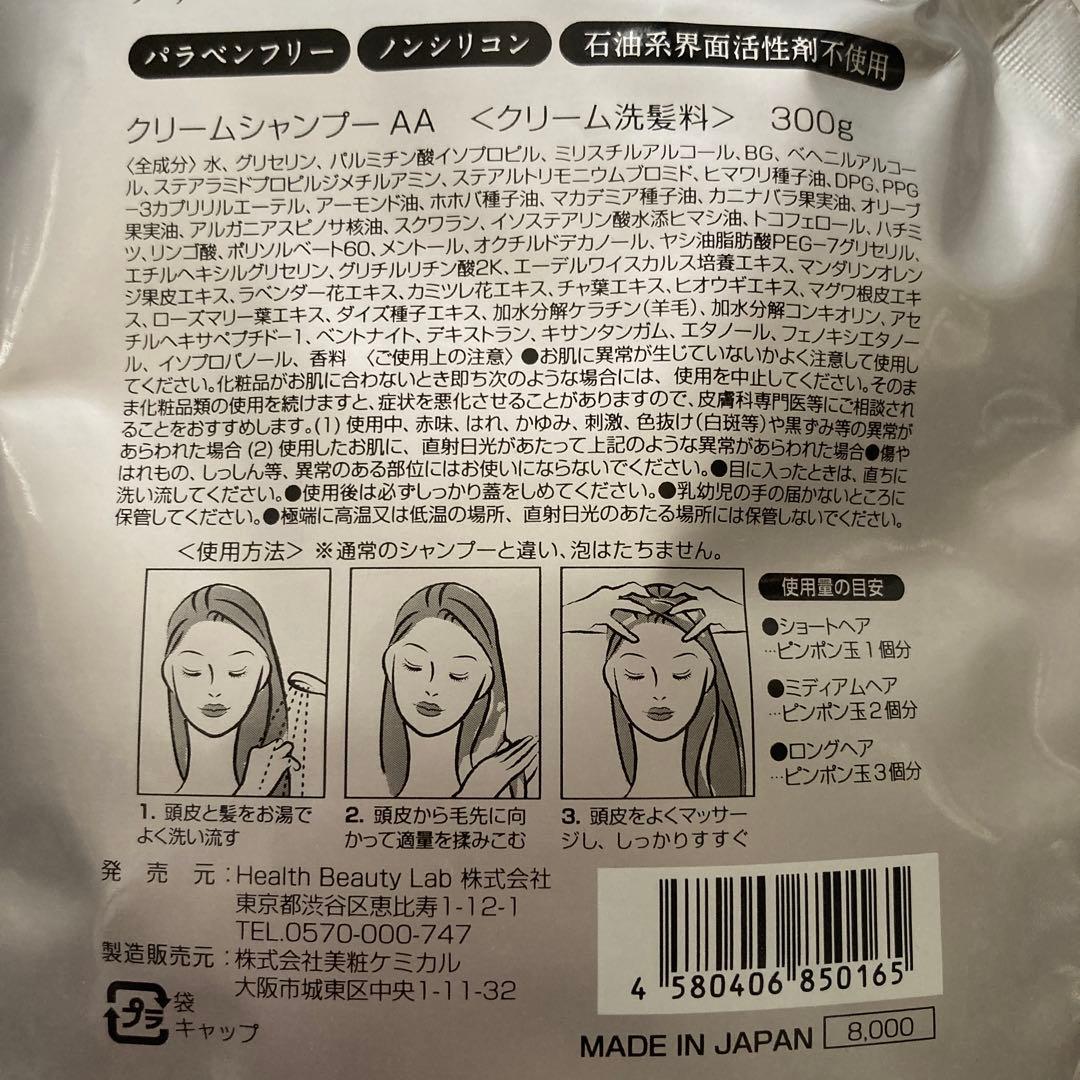 パラベンフリー ノンシリコン 石油系界面活性剤不使用
クリームシャンプー AA ＜クリーム洗髪料＞ 300g
〈全成分〉水、グリセリン、パルミチン酸イソプロピル、ミリスチルアルコール、BG、ベヘニルアルコー
ル、ステアラミドプロピルジメチルアミン、ステアルトリモニウムブロミド、ヒマワリ種子油、DPG、PPG
-3カプリリルエーテル、アーモンド油、ホホバ種子油、マカデミア種子油、カニナバラ果実油、オリーブ
果実油、アルガニアスピノサ核油、スクワラン、イソステアリン酸水添ヒマシ油、トコフェロール、ハチミ
ツ、リンゴ酸、ポリソルベート60、メントール、オクチルドデカノール、ヤシ油脂肪酸PEG-7グリセリル、
エチルヘキシルグリセリン、グリチルリチン酸2K、エーデルワイスカルス培養エキス、マンダリンオレン
ジ果皮エキス、ラベンダー花エキス、カミツレ花エキス、チャ葉エキス、ヒオウギエキス、マグワ根皮エキ
ス、ローズマリー葉エキス、ダイズ種子エキス、加水分解ケラチン(羊毛)、加水分解コンキオリン、アセ
チルヘキサペプチド-1、ベントナイト、デキストラン、キサンタンガム、エタノール、フェノキシエタノー
ル、イソプロパノール、香料 〈ご使用上の注意〉●お肌に異常が生じていないかよく注意して使用し
てください。化粧品がお肌に合わないとき即ち次のような場合には、使用を中止してください。そのま
ま化粧品類の使用を続けますと、症状を悪化させることがありますので、皮膚科専門医等にご相談され
ることをおすすめします。(1) 使用中、赤味、はれ、かゆみ、刺激、色抜け(白斑等)や黒ずみ等の異常が
あらわれた場合 (2) 使用したお肌に、直射日光があたって上記のような異常があらわれた場合●傷や
はれもの、しっしん等、異常のある部位にはお使いにならないでください。●目に入ったときは、直ちに
洗い流してください。●使用後は必ずしっかり蓋をしめてください。●乳幼児の手の届かないところに
保管してください。●極端に高温又は低温の場所、直射日光のあたる場所には保管しないでください。
＜使用方法＞ ※通常のシャンプーと違い、泡はたちません。
使用量の目安
●ショートヘア
…ピンポン玉1個分
●ミディアムヘア
…ピンポン玉2個分
●ロングヘア
…ピンポン玉3個分
1. 頭皮と髪をお湯で
よく洗い流す
2. 頭皮から毛先に向
かって適量を揉みこむ
3. 頭皮をよくマッサー
ジし、しっかりすすぐ
発売元：Health Beauty Lab 株式会社
東京都渋谷区恵比寿1-12-1
TEL.0570-000-747
製造販売元：株式会社美粧ケミカル
大阪市城東区中央1-11-32
プラ
袋
キャップ
4 580406 850165
MADE IN JAPAN 8,000